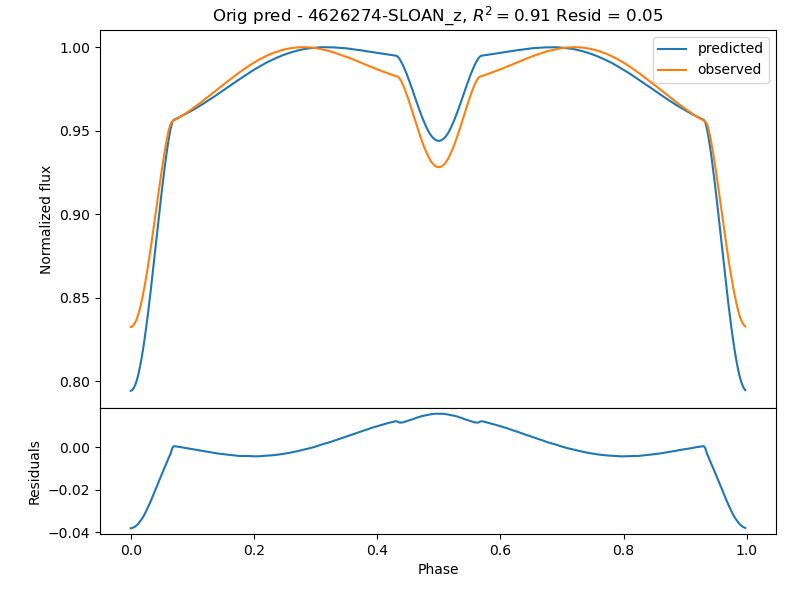 Orig pred - 4626274-SLOAN_z, R² = 0.91 Resid = 0.05
predicted
observed
Normalized flux
1.00
0.95
0.90
0.85
0.80
Residuals
0.00
−0.02
−0.04
0.0 0.2 0.4 0.6 0.8 1.0
Phase